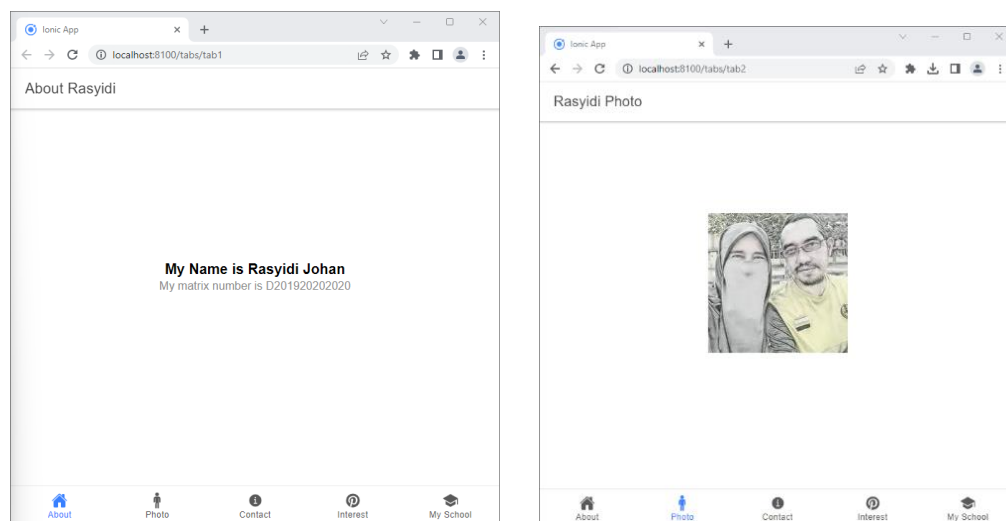 Ionic App
localhost:8100/tabs/tab1
About Rasyidi
My Name is Rasyidi Johan
My matrix number is D201920202020
About Photo Contact Interest My School
Ionic App
localhost:8100/tabs/tab2
Rasyidi Photo
About Photo Contact Interest My School